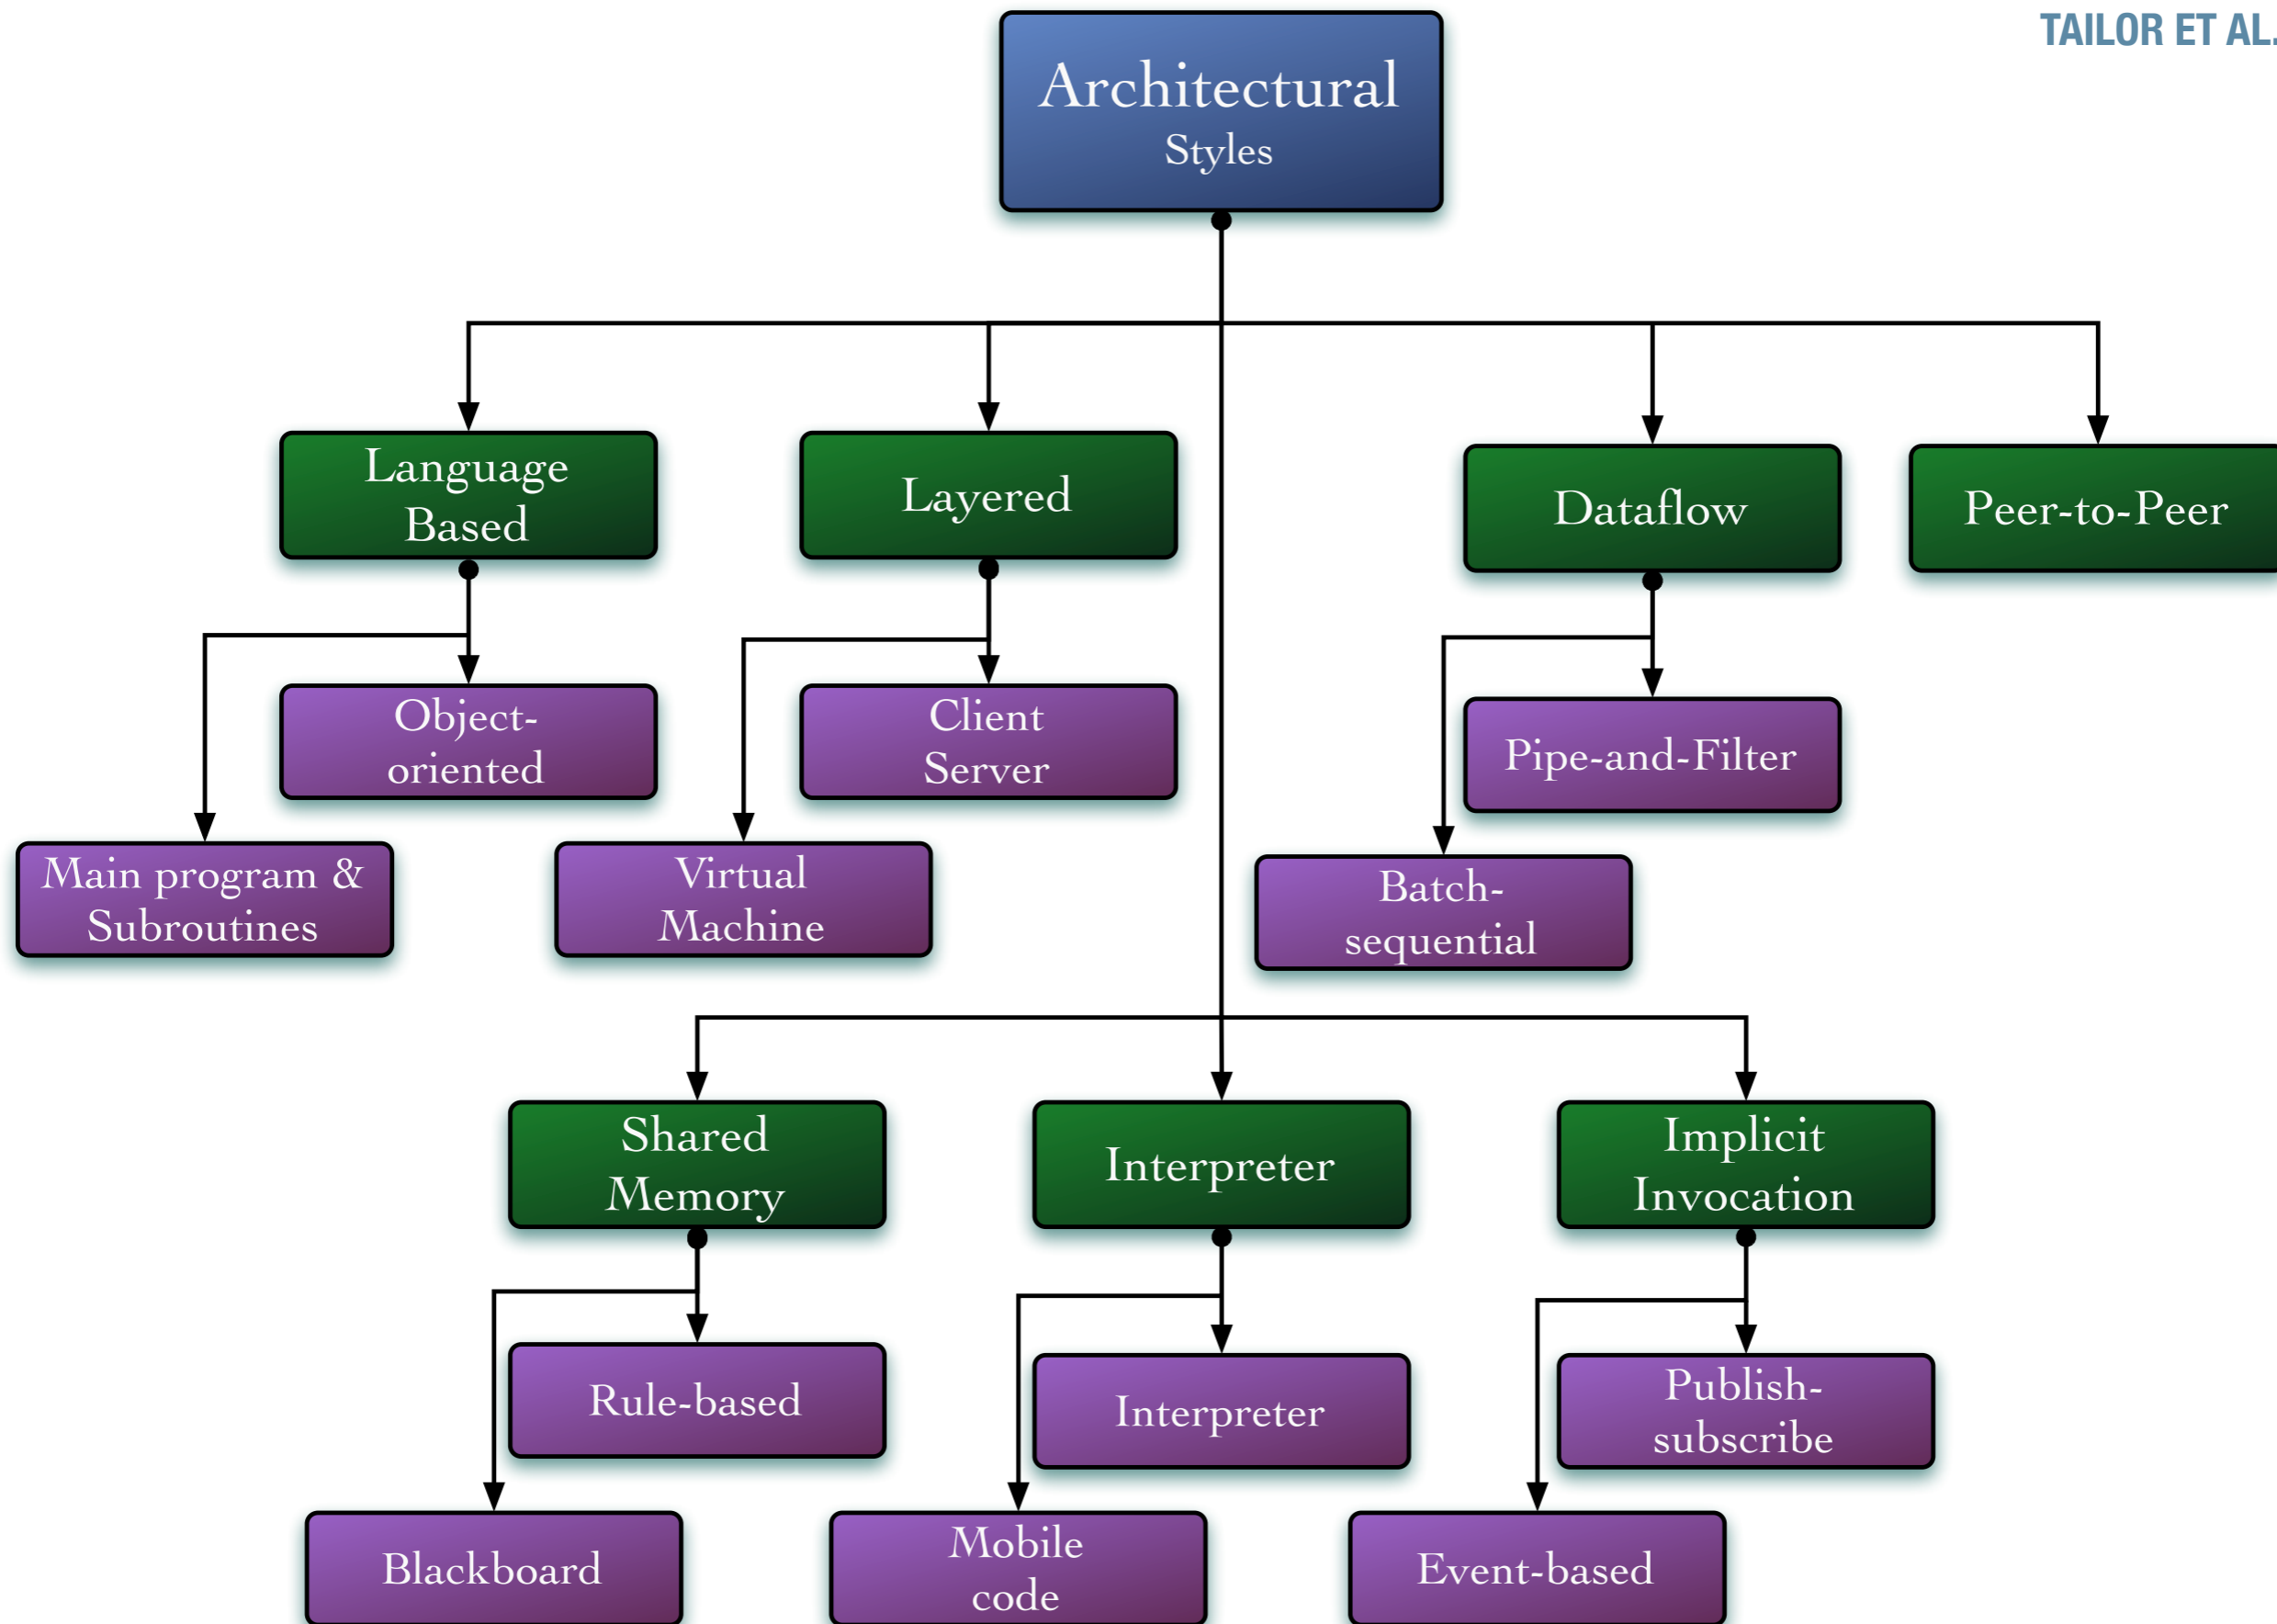 TAILOR ET AL.
Architectural
Styles
Language
Based
Layered
Dataflow
Peer-to-Peer
Object-
oriented
Client
Server
Pipe-and-Filter
Main program &
Subroutines
Virtual
Machine
Batch-
sequential
Shared
Memory
Interpreter
Implicit
Invocation
Rule-based
Interpreter
Publish-
subscribe
Blackboard
Mobile
code
Event-based